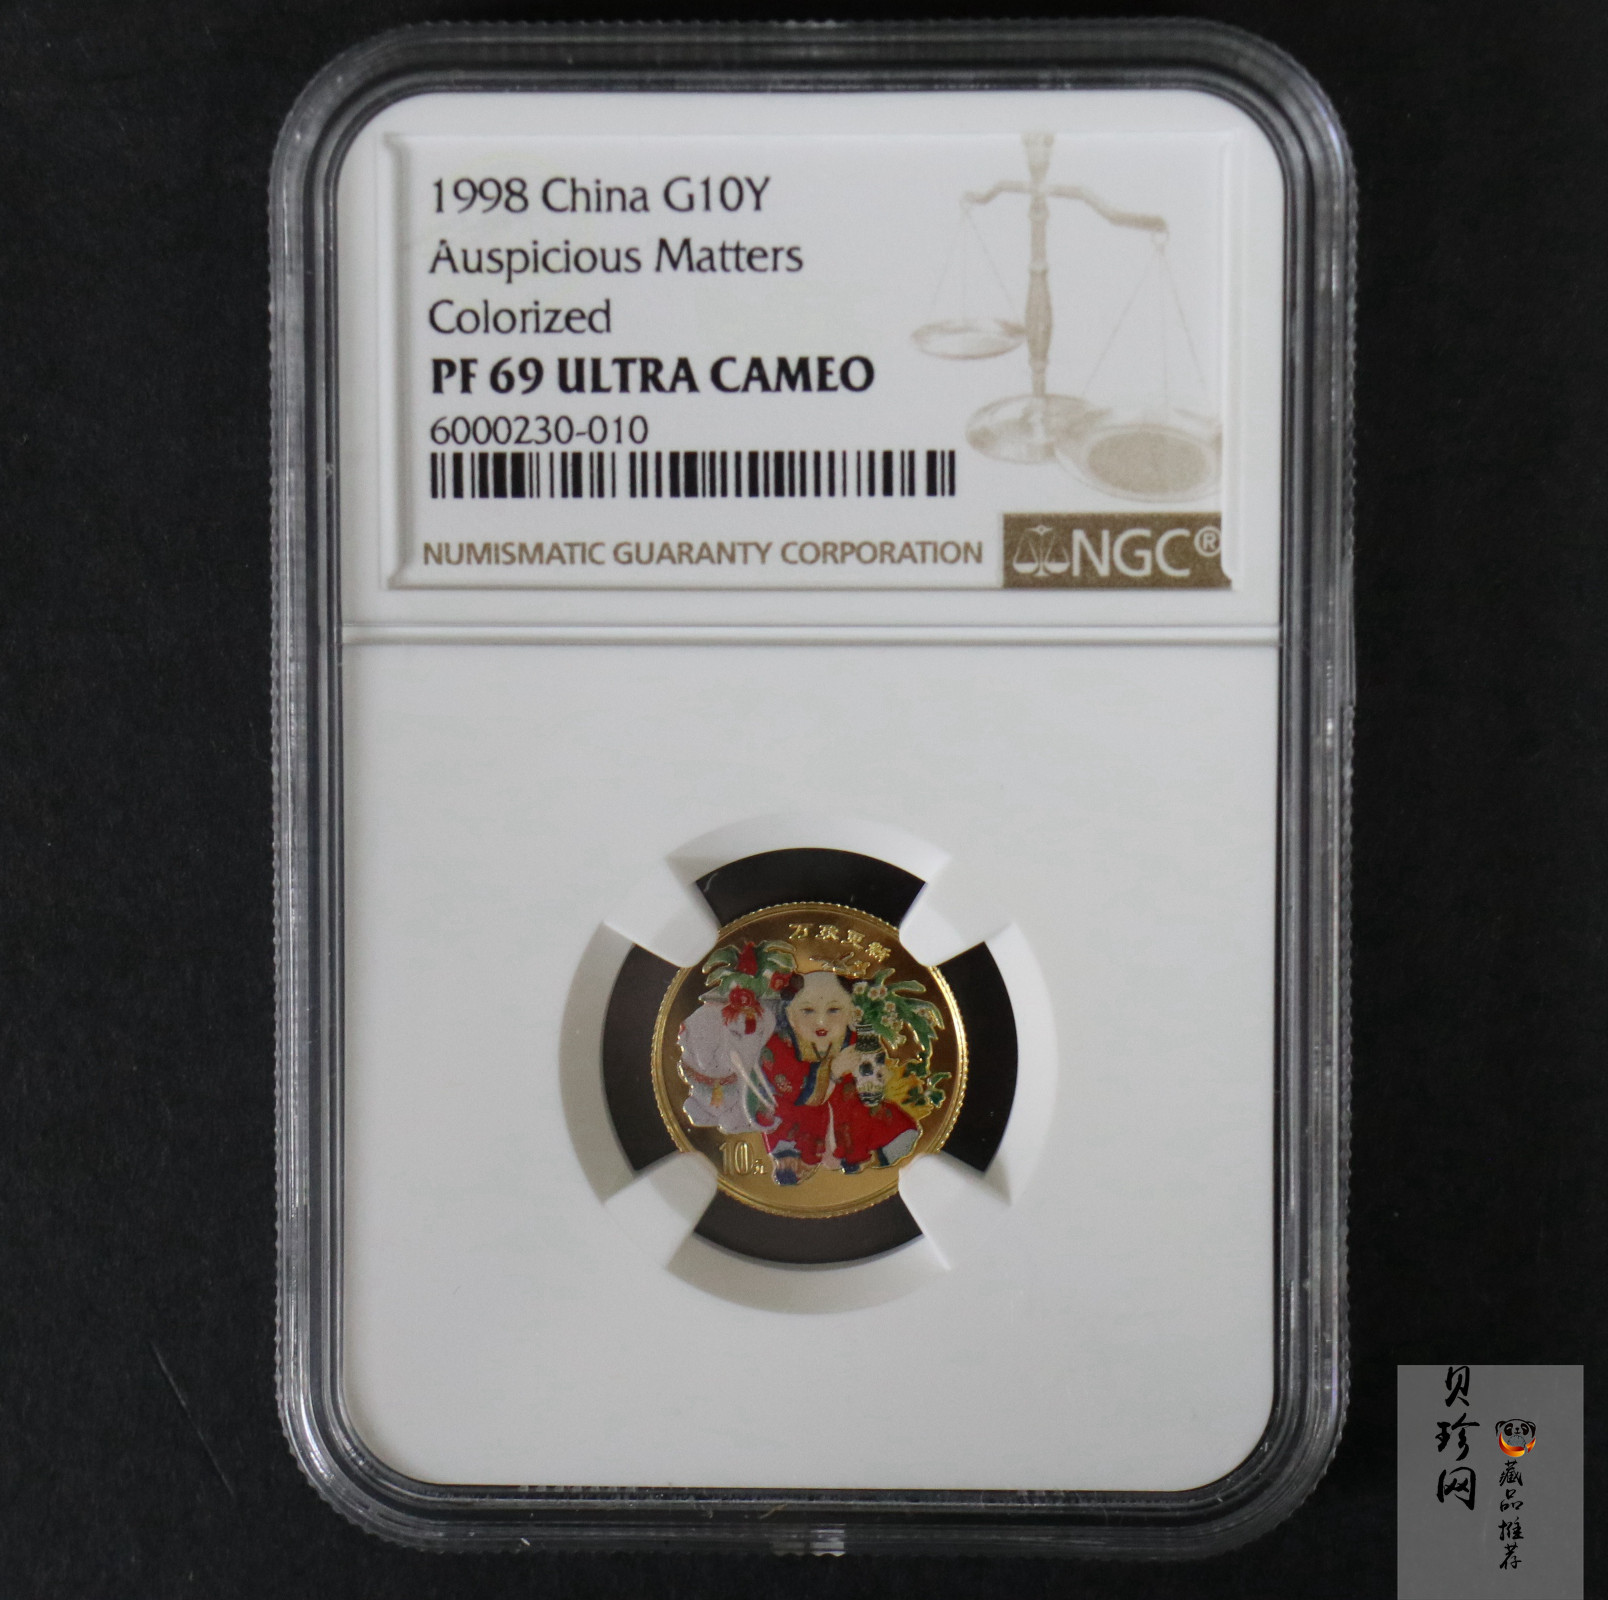 1998 China G10Y
Auspicious Matters
Colorized
PF 69 ULTRA CAMEO
6000230-010
NUMISMATIC GUARANTY CORPORATION
NGC®
万象更新
10元
贝珍网
藏品推荐